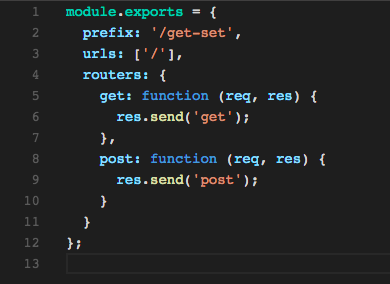 1 module.exports = {
2   prefix: '/get-set',
3   urls: ['/'],
4   routers: {
5     get: function (req, res) {
6       res.send('get');
7     },
8     post: function (req, res) {
9       res.send('post');
10     }
11   }
12 };
13